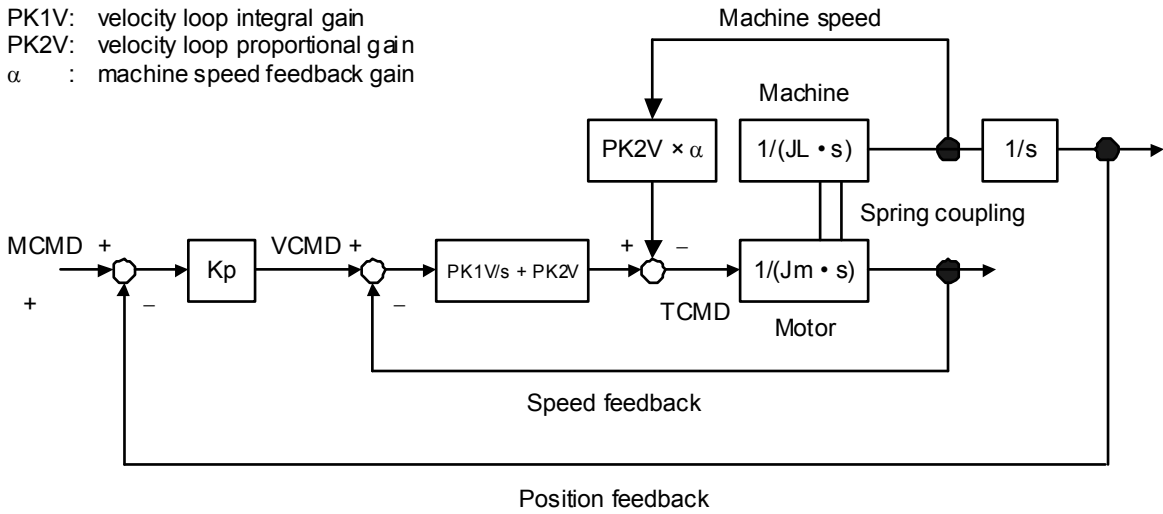 PK1V: velocity loop integral gain
PK2V: velocity loop proportional gain
α : machine speed feedback gain
Machine speed
Machine
PK2V × α
1/(JL • s)
1/s
Spring coupling
MCMD +
VCMD +
+ −
Kp
PK1V/s + PK2V
1/(Jm • s)
+ −
−
TCMD
Motor
Speed feedback
Position feedback